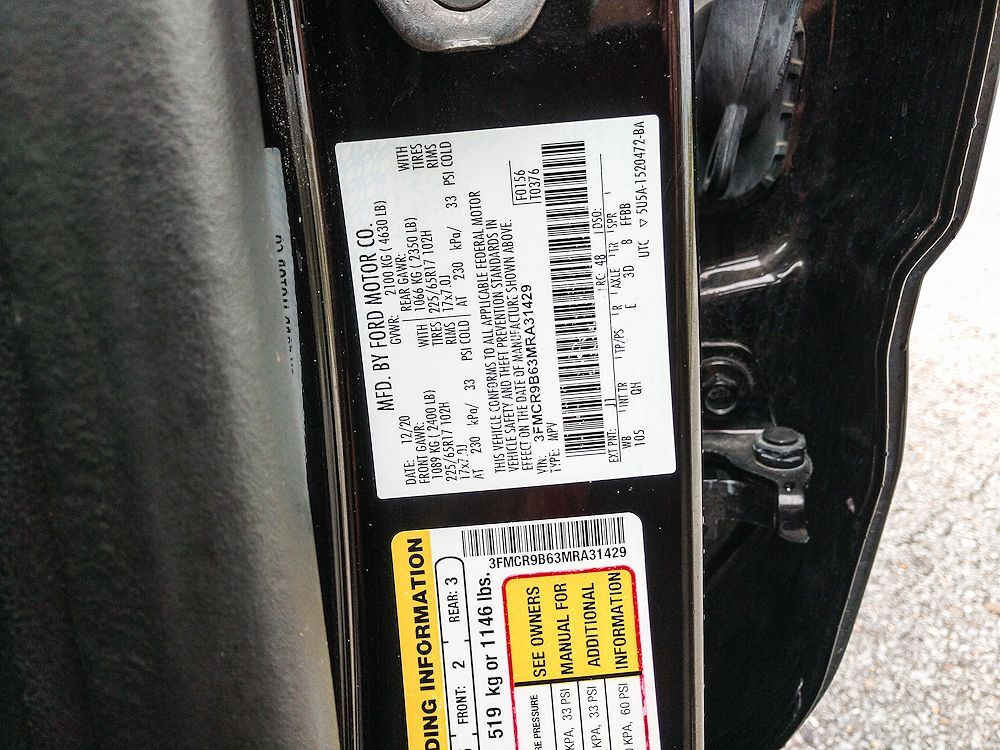 MFD. BY FORD MOTOR CO.
DATE: 12/20
GVWR: 2100 KG ( 4630 LB)
FRONT GAWR: 1089 KG ( 2400 LB)
WITH TIRES 225/65R17 102H
RIMS 17x7.0J
AT 230 kPa/ 33 PSI COLD
REAR GAWR: 1066 KG ( 2350 LB)
WITH TIRES 225/65R17 102H
RIMS 17x7.0J
AT 230 kPa/ 33 PSI COLD
THIS VEHICLE CONFORMS TO ALL APPLICABLE FEDERAL MOTOR
VEHICLE SAFETY AND THEFT PREVENTION STANDARDS IN
EFFECT ON THE DATE OF MANUFACTURE SHOWN ABOVE.
VIN: 3FMCR9B63MRA31429
TYPE: MPV
F0156
T0376
EXT PNT: J1 RC: 48 DSO:
WB INT TR TP/PS R AXLE TR SPR
105 QH E 3D 8 FFBB
UTC ▽ 5U5A-1520472-BA
DING INFORMATION
FRONT: 2 REAR: 3
519 kg or 1146 lbs.
3FMCR9B63MRA31429
SEE OWNERS
MANUAL FOR
ADDITIONAL
INFORMATION
RE PRESSURE
KPA, 33 PSI
KPA, 33 PSI
KPA, 60 PSI